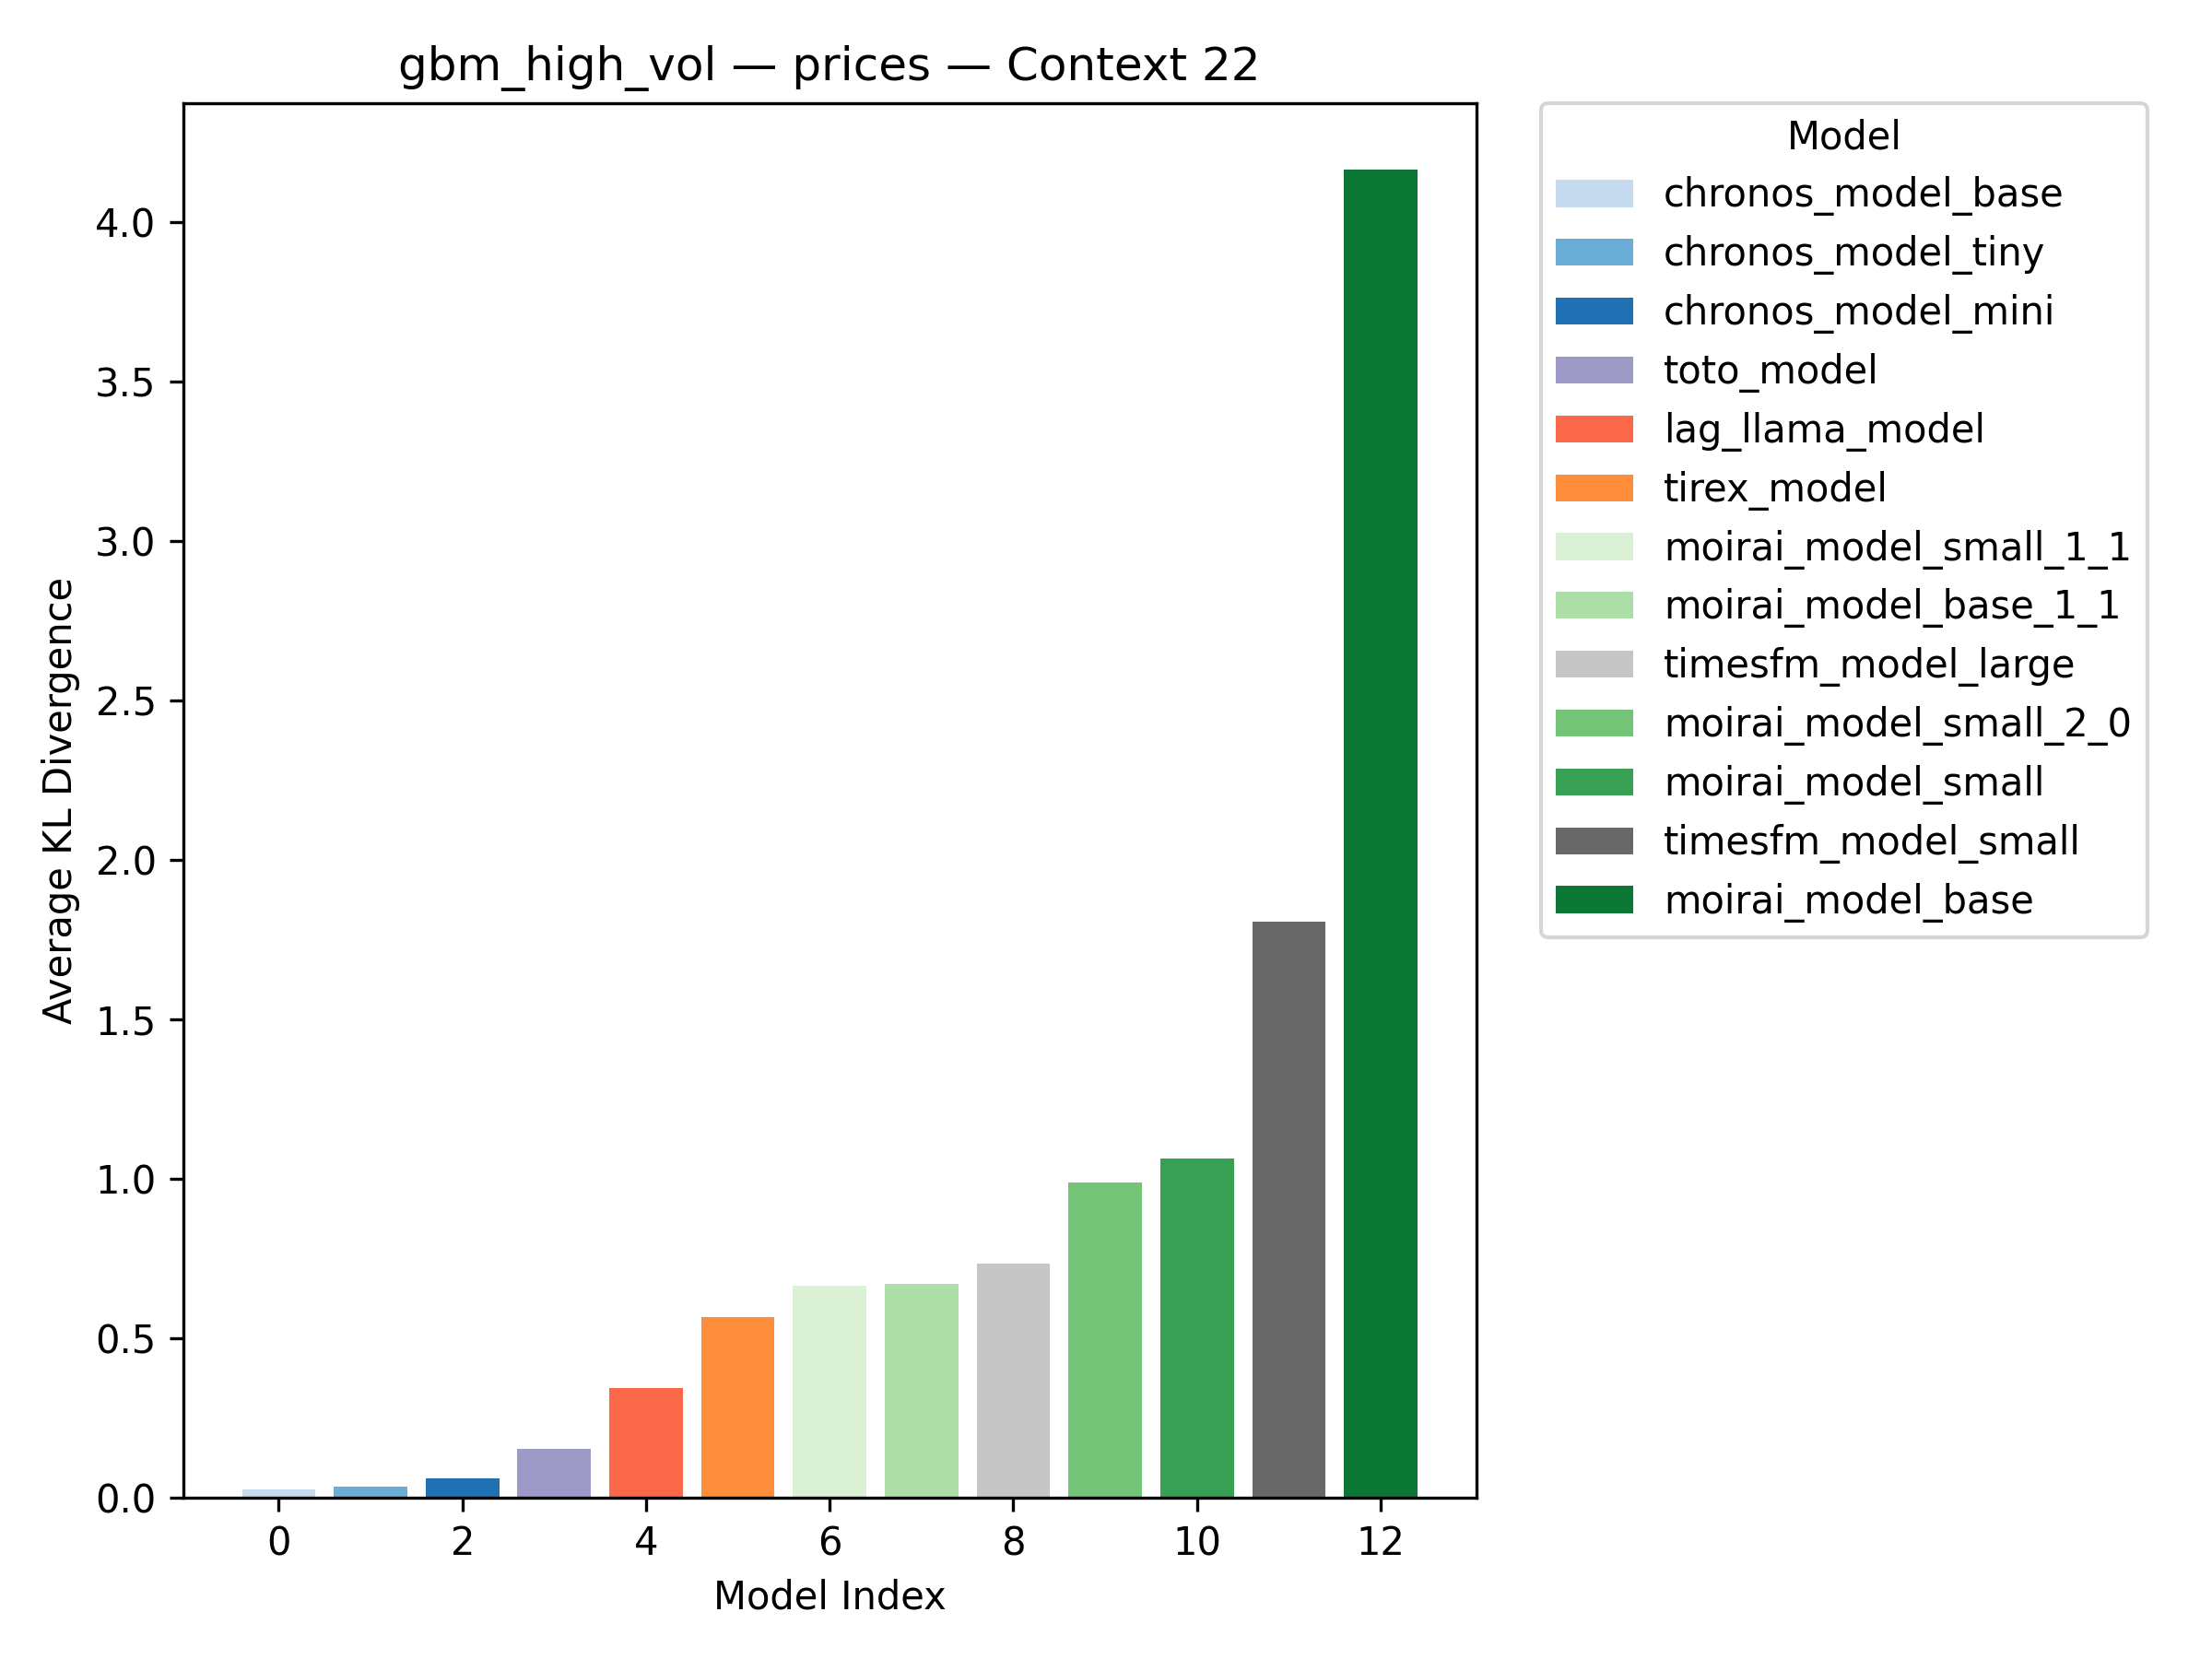 gbm_high_vol — prices — Context 22
Average KL Divergence
4.0
3.5
3.0
2.5
2.0
1.5
1.0
0.5
0.0
0 2 4 6 8 10 12
Model Index
Model
chronos_model_base
chronos_model_tiny
chronos_model_mini
toto_model
lag_llama_model
tirex_model
moirai_model_small_1_1
moirai_model_base_1_1
timesfm_model_large
moirai_model_small_2_0
moirai_model_small
timesfm_model_small
moirai_model_base